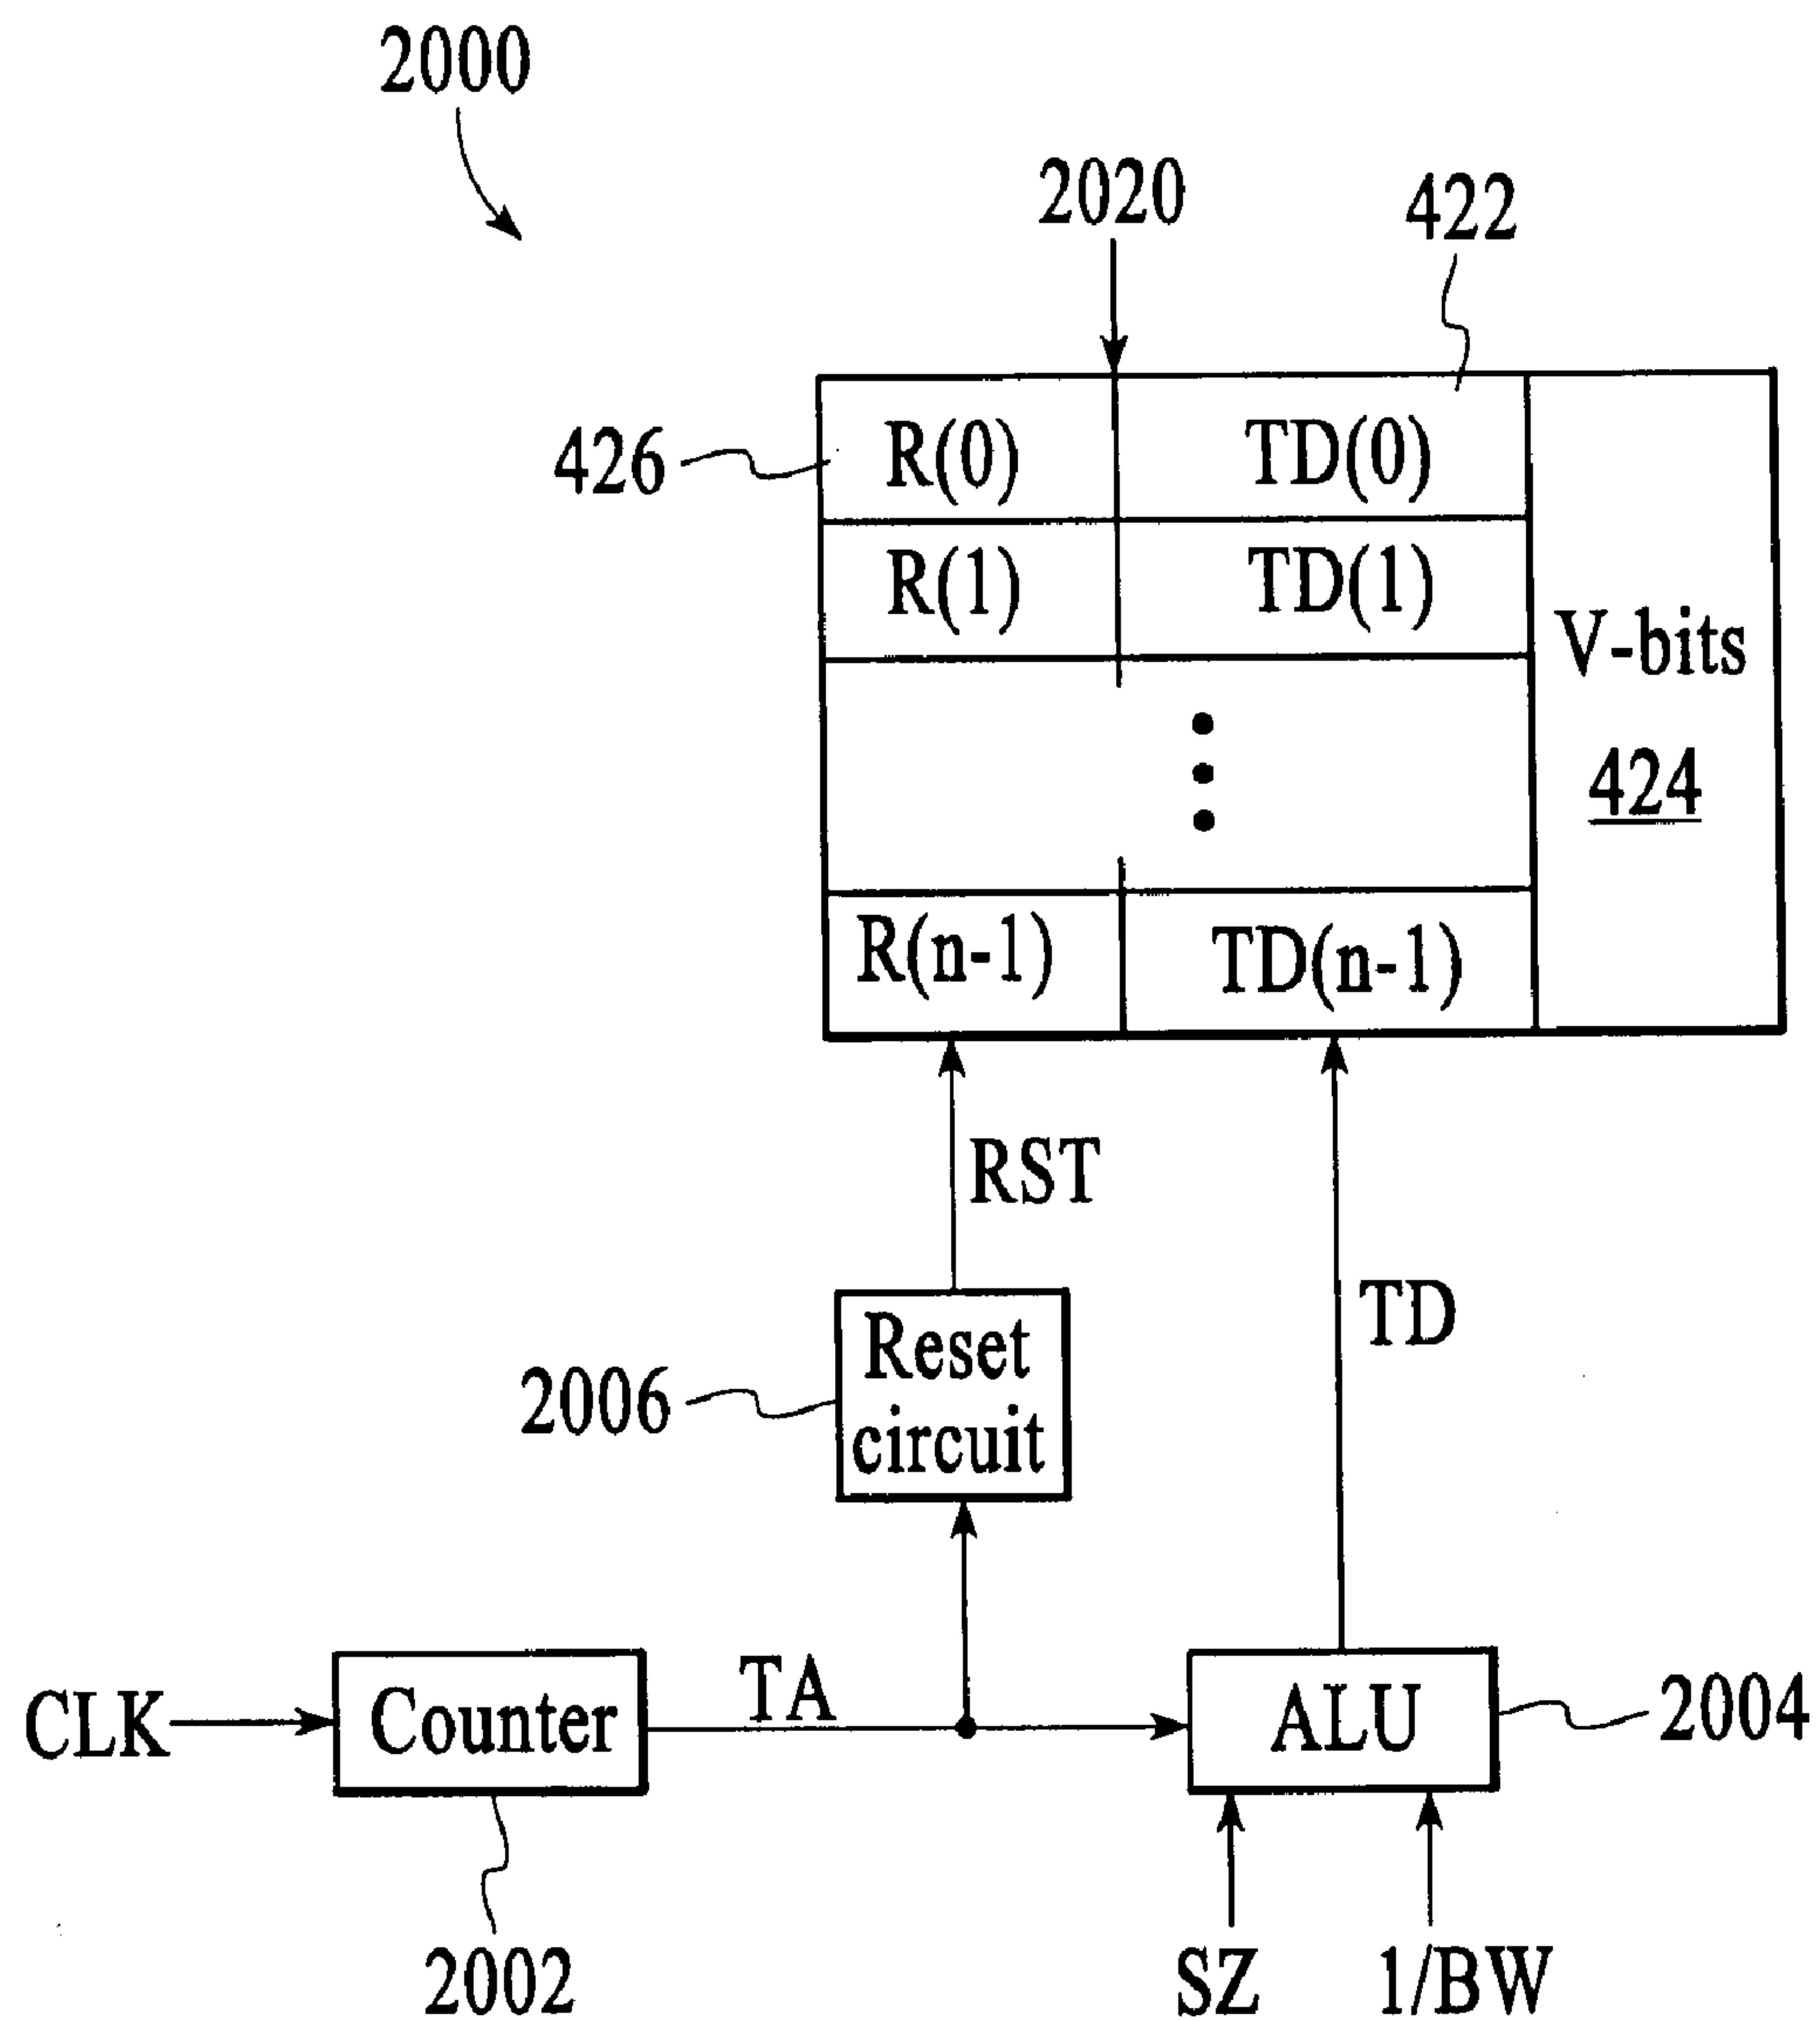 2000
2020
422
426
R(0) TD(0)
R(1) TD(1)
V-bits
424
R(n-1) TD(n-1)
RST
TD
2006
Reset
circuit
CLK
Counter
TA
ALU
2004
2002
SZ
1/BW